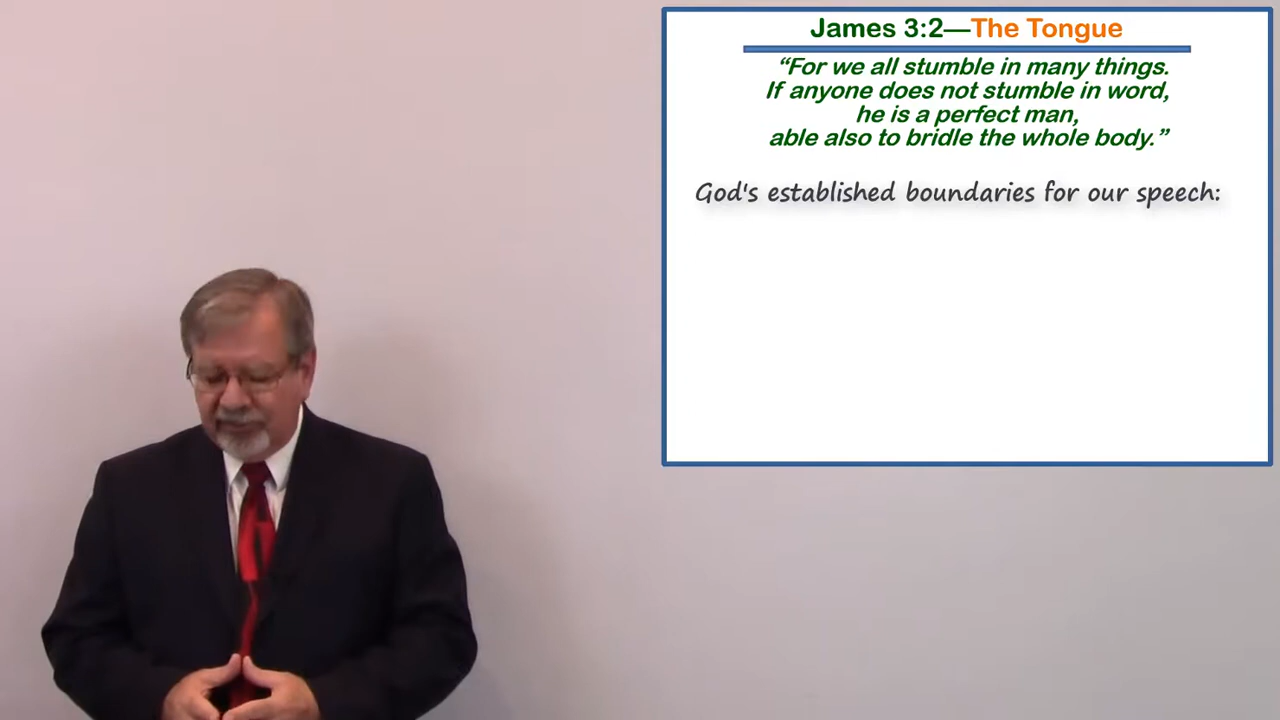 James 3:2—The Tongue
“For we all stumble in many things.
If anyone does not stumble in word,
he is a perfect man,
able also to bridle the whole body.”
God's established boundaries for our speech: